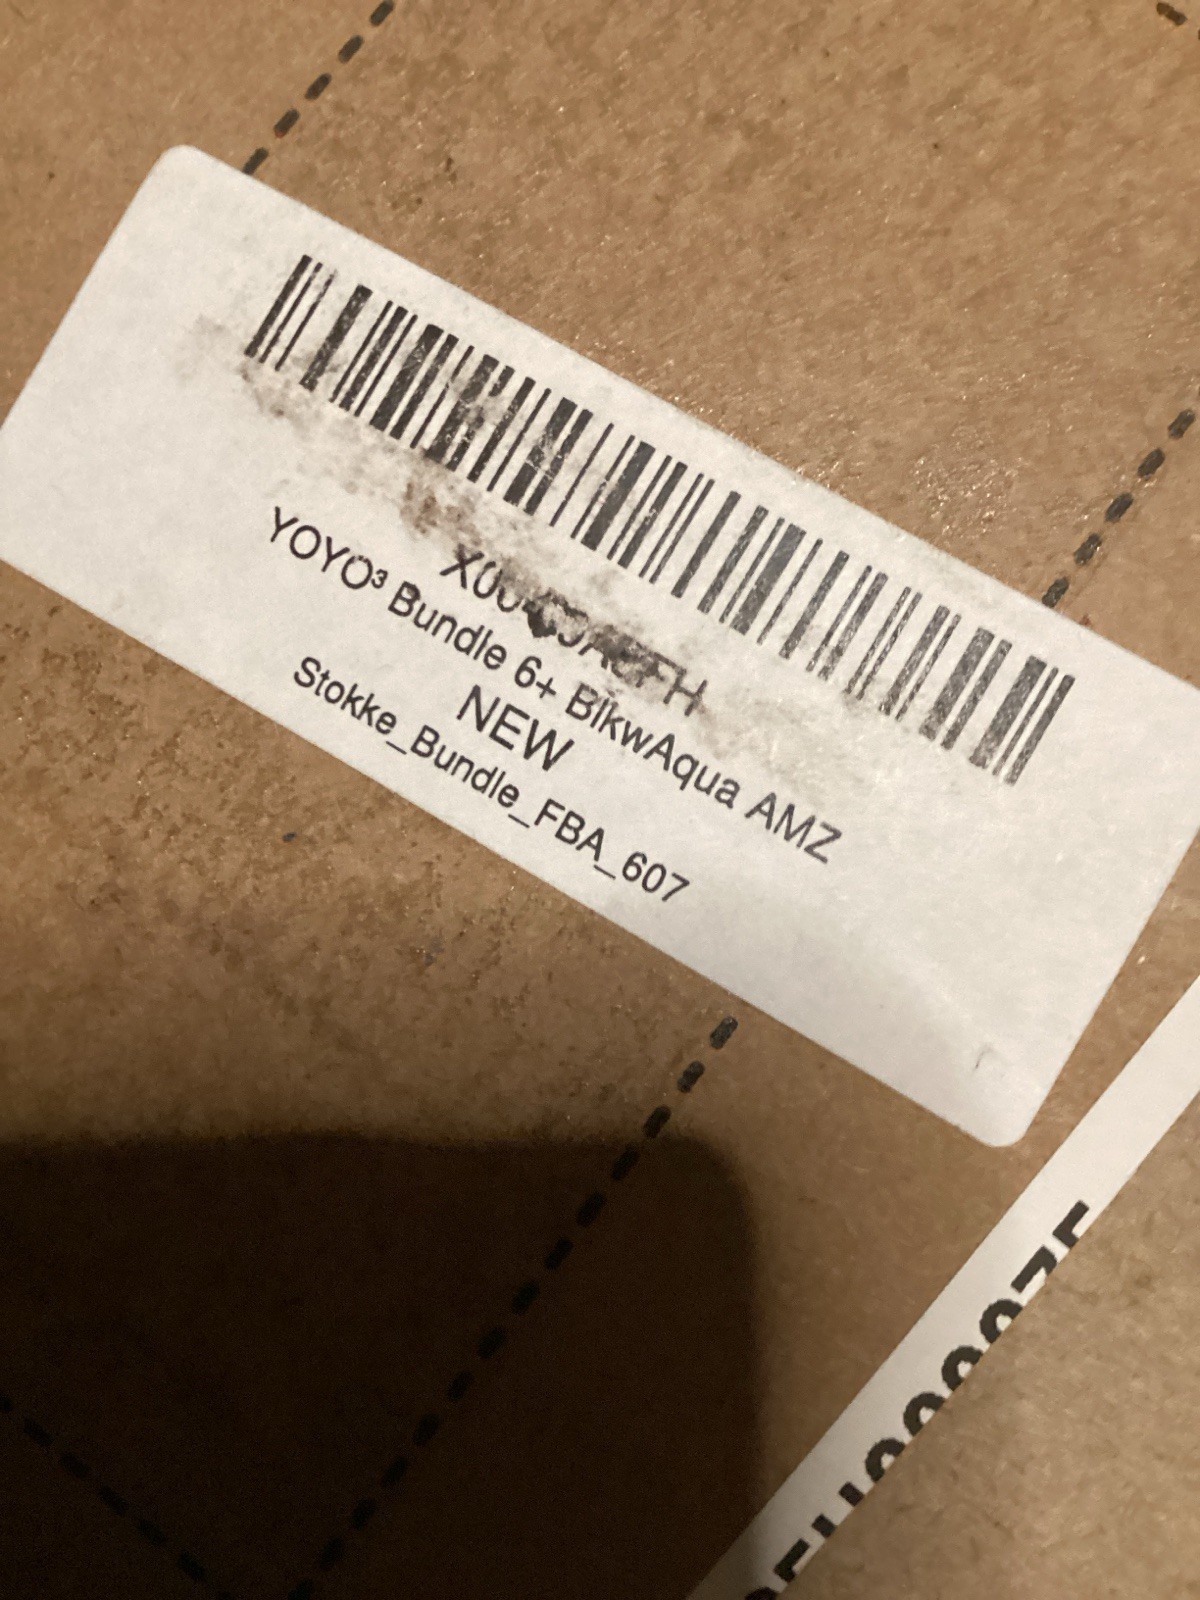 YOYO³ Bundle 6+ BlkwAqua AMZ
NEW
Stokke_Bundle_FBA_607